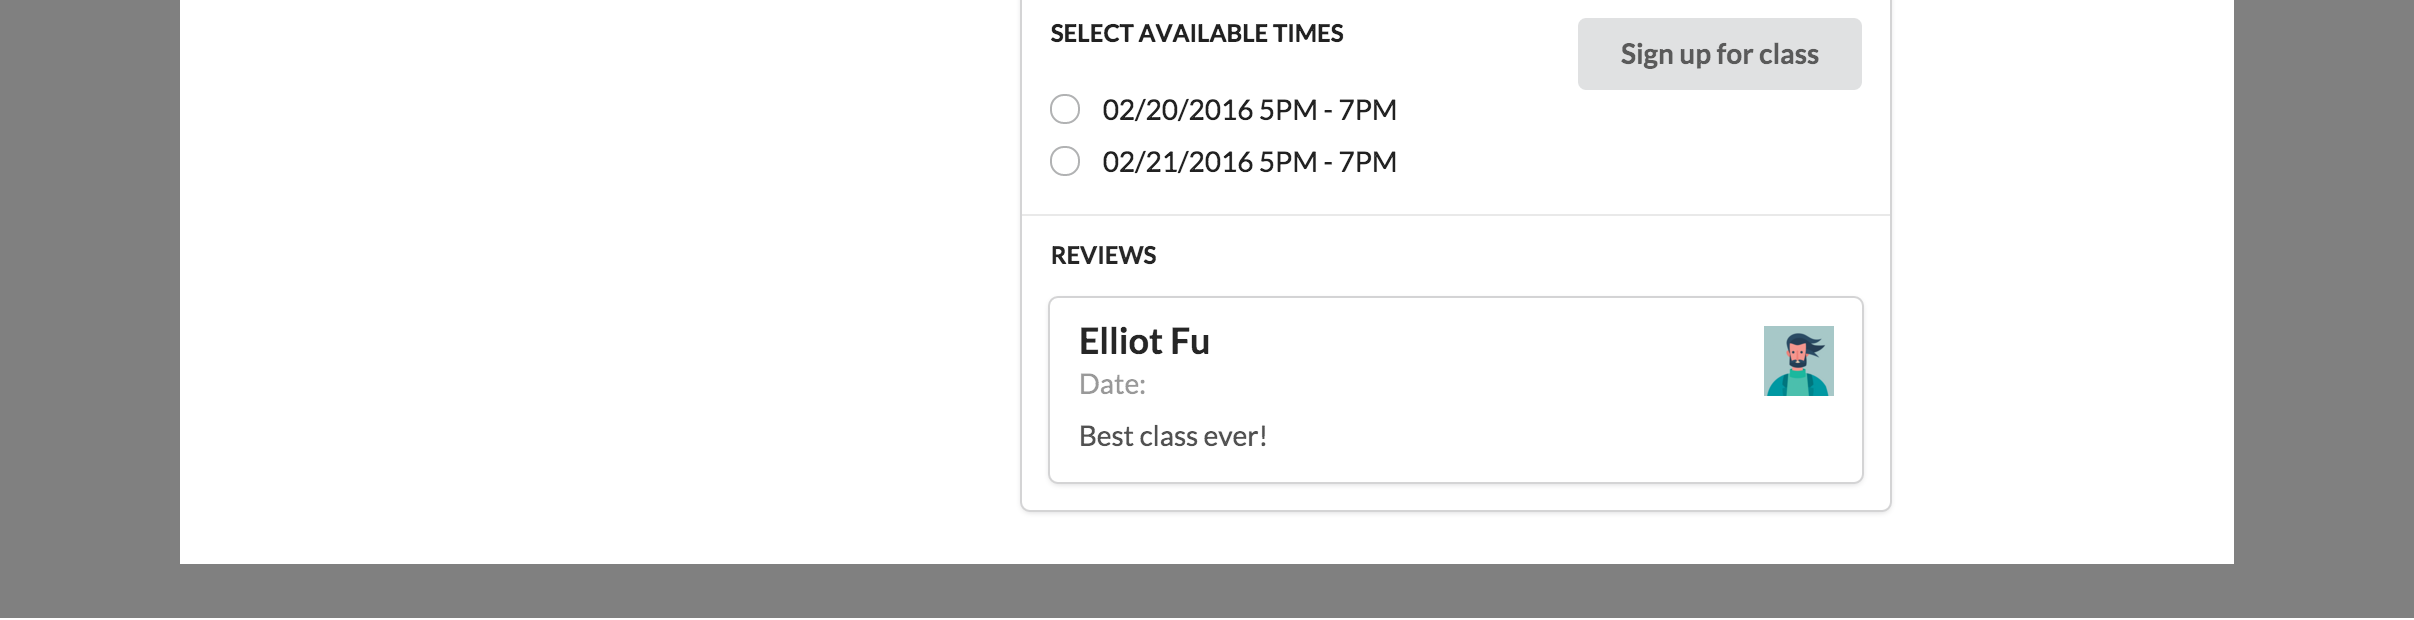 SELECT AVAILABLE TIMES
Sign up for class
02/20/2016 5PM - 7PM
02/21/2016 5PM - 7PM
REVIEWS
Elliot Fu
Date:
Best class ever!